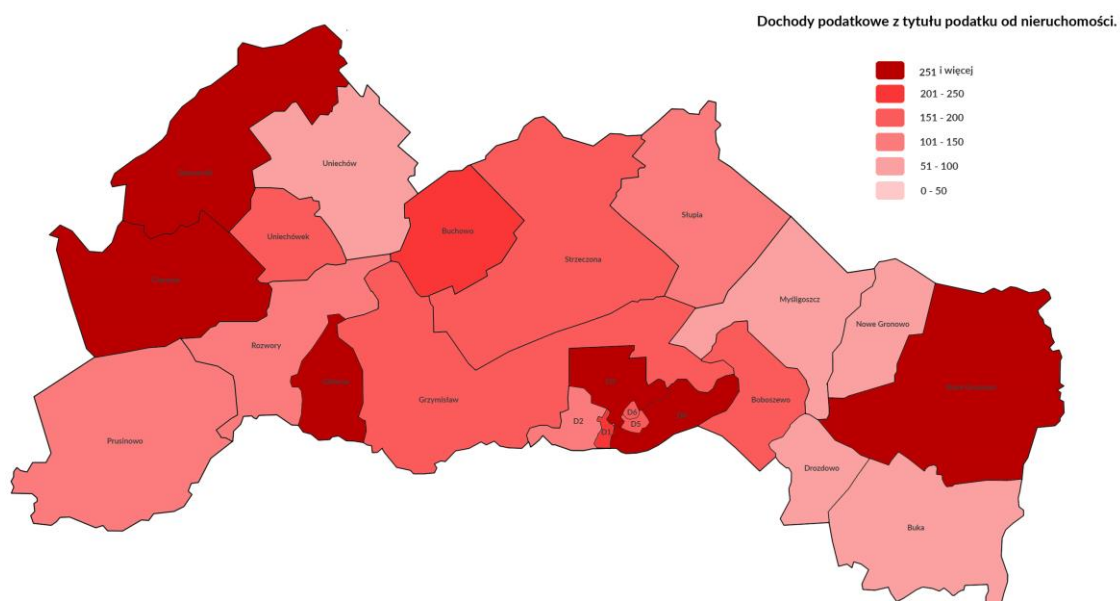 Dochody podatkowe z tytułu podatku od nieruchomości.
251 i więcej
201 - 250
151 - 200
101 - 150
51 - 100
0 - 50
Uniechów
Uniechówek
Buchowo
Strzeczona
Słupia
Myśligoszcz
Nowe Gronowo
Rozwory
Grzymisław
Boboszewo
Prusinowo
D2
D1
D6
D5
Drozdowo
Buka